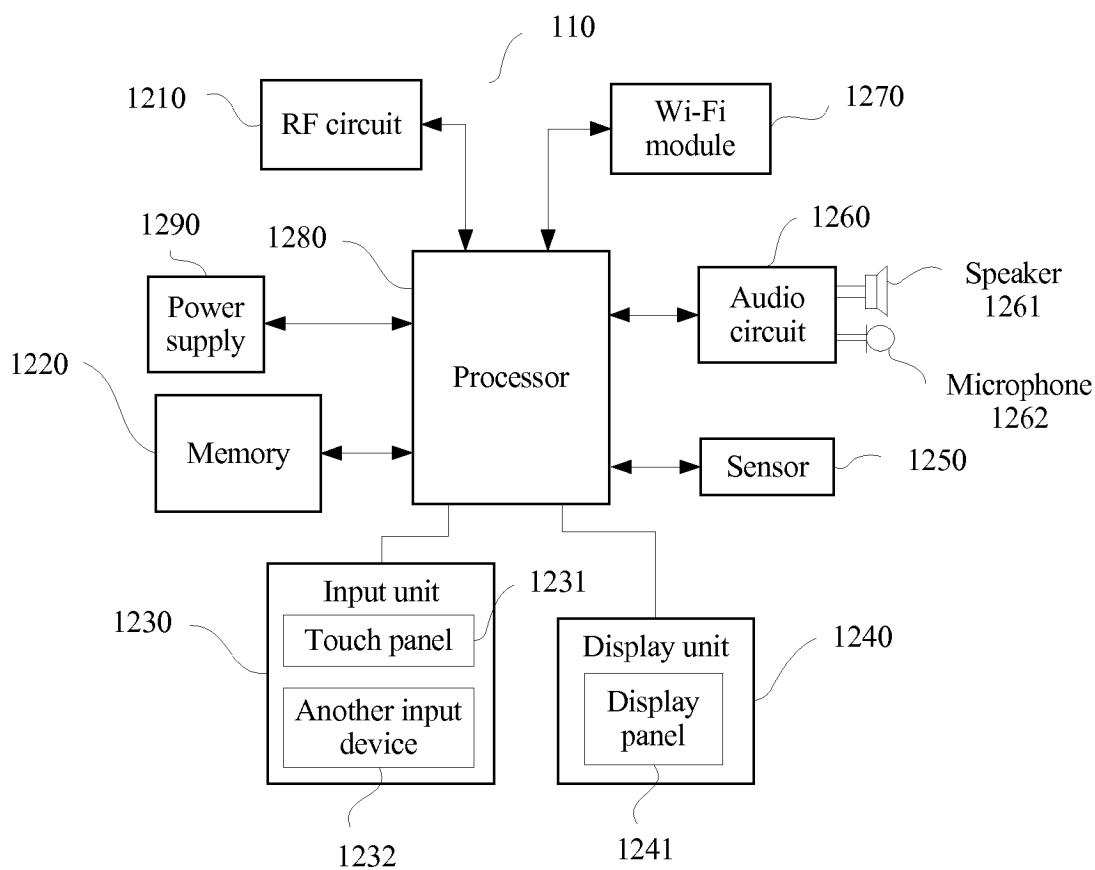 110
1210
RF circuit
Wi-Fi
module
1270
1290
1280
1260
Power
supply
Processor
Audio
circuit
Speaker
1261
Microphone
1262
1220
Memory
Sensor
1250
Input unit
1231
1230
Touch panel
Another input
device
1232
Display unit
1240
Display
panel
1241